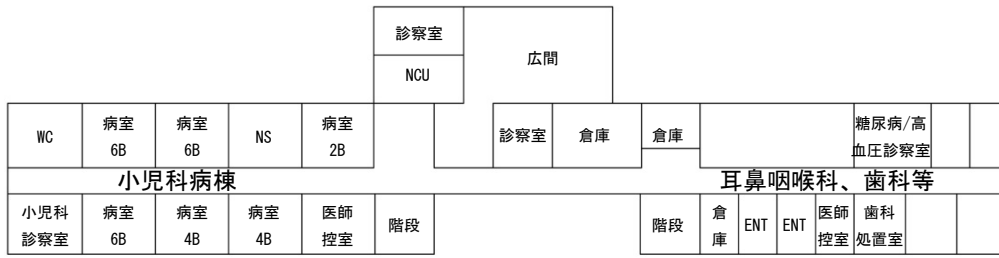 診察室
NCU
広間
WC
病室
6B
病室
6B
NS
病室
2B
診察室
倉庫
倉庫
糖尿病/高
血圧診察室
小児科病棟
耳鼻咽喉科、歯科等
小児科
診察室
病室
6B
病室
4B
病室
4B
医師
控室
階段
階段
倉
庫
ENT
ENT
医師
控室
歯科
処置室